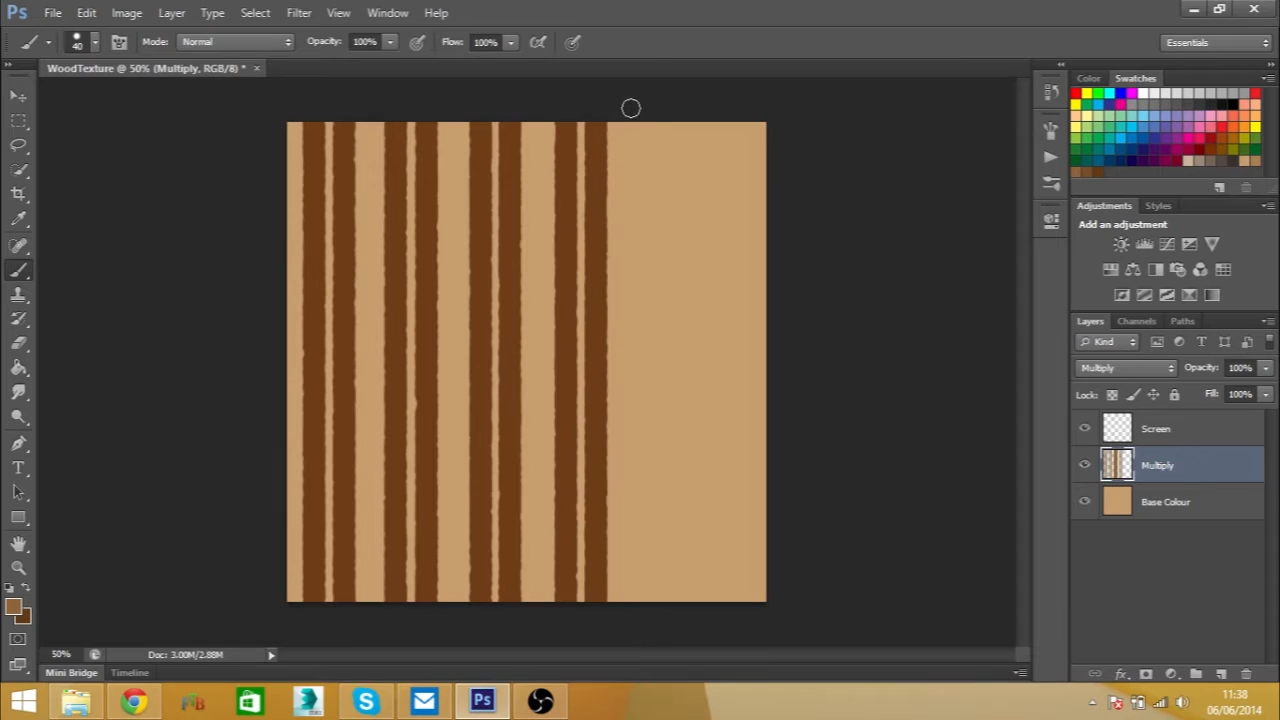 Ps File Edit Image Layer Type Select Filter View Window Help
40 Mode: Normal Opacity: 100% Flow: 100% Essentials
WoodTexture @ 50% (Multiply, RGB/8) * ×
Color Swatches
Adjustments Styles
Add an adjustment
Layers Channels Paths
Kind
Multiply Opacity: 100%
Lock: Fill: 100%
Screen
Multiply
Base Colour
50% Doc: 3.00M/2.88M
Mini Bridge Timeline
Ps
11:38
06/06/2014